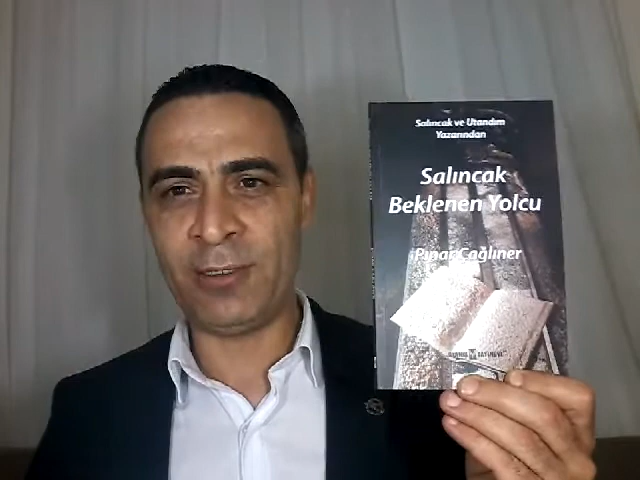 Salıncak ve Utandım
Yazarından
Salıncak
Beklenen Yolcu
Pınar Çağlıner